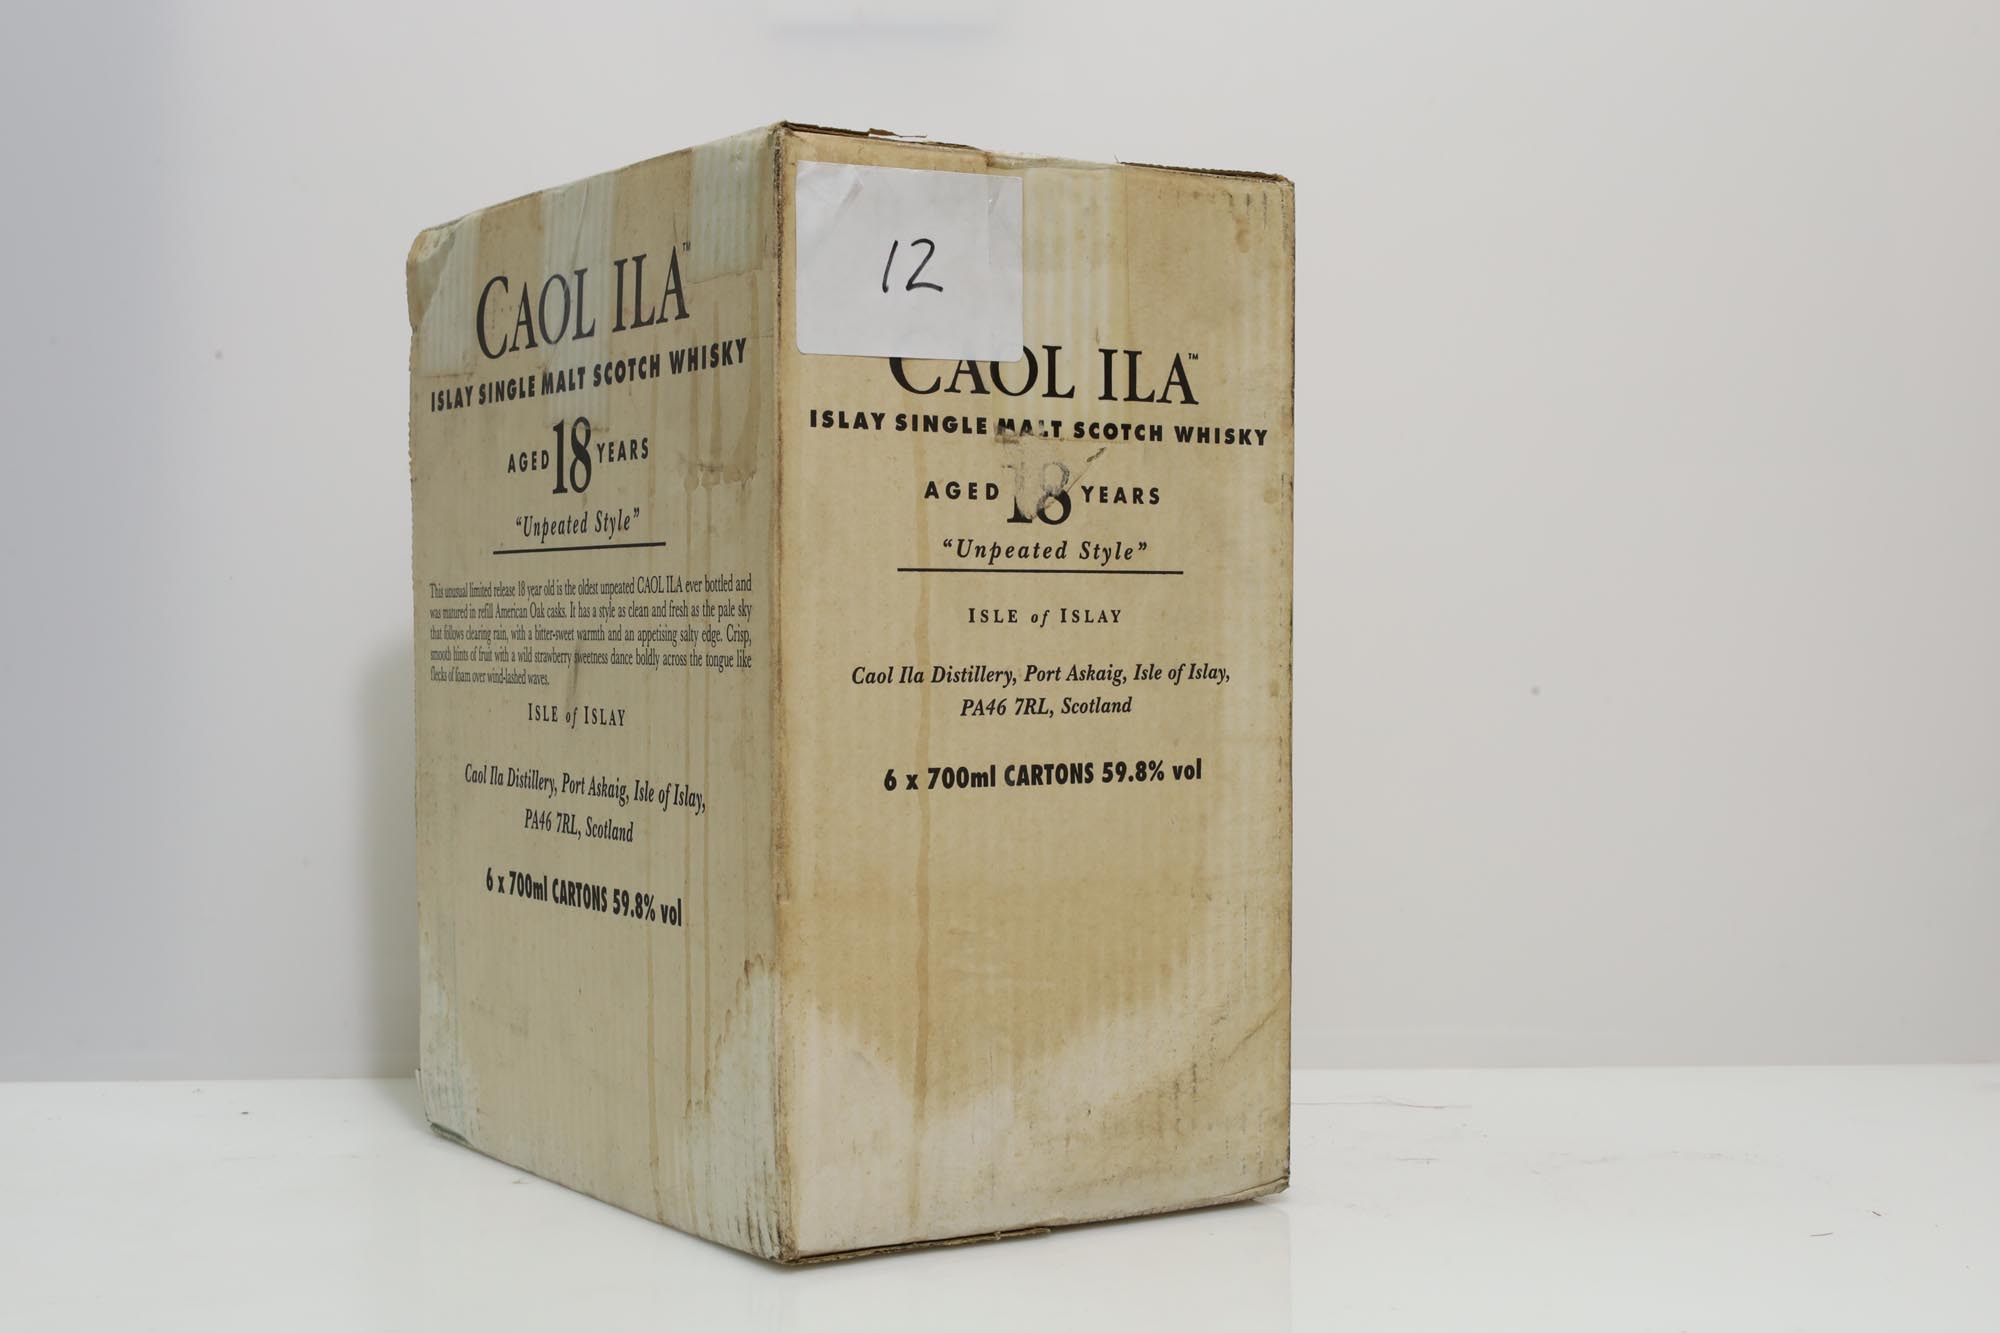 CAOL ILA™
ISLAY SINGLE MALT SCOTCH WHISKY
AGED 18 YEARS
“Unpeated Style”
This unusual limited release 18 year old is the oldest unpeated CAOL ILA ever bottled and
was matured in refill American Oak casks. It has a style as clean and fresh as the pale sky
that follows clearing rain, with a bitter-sweet warmth and an appetising salty edge. Crisp,
smooth hints of fruit with a wild strawberry sweetness dance boldly across the tongue like
flecks of foam over wind-lashed waves.
ISLE of ISLAY
Caol Ila Distillery, Port Askaig, Isle of Islay,
PA46 7RL, Scotland
6 x 700ml CARTONS 59.8% vol
12
CAOL ILA™
ISLAY SINGLE MALT SCOTCH WHISKY
AGED 18 YEARS
“Unpeated Style”
ISLE of ISLAY
Caol Ila Distillery, Port Askaig, Isle of Islay,
PA46 7RL, Scotland
6 x 700ml CARTONS 59.8% vol